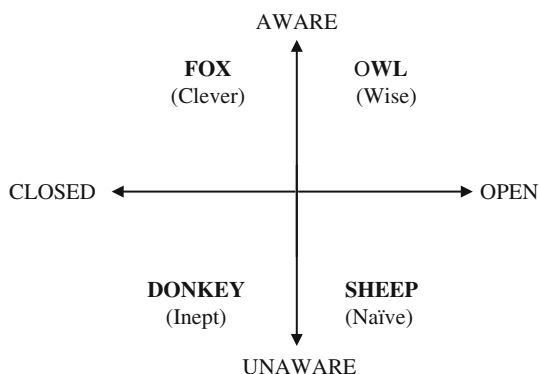 AWARE
FOX OWL
(Clever) (Wise)
CLOSED OPEN
DONKEY SHEEP
(Inept) (Naïve)
UNAWARE